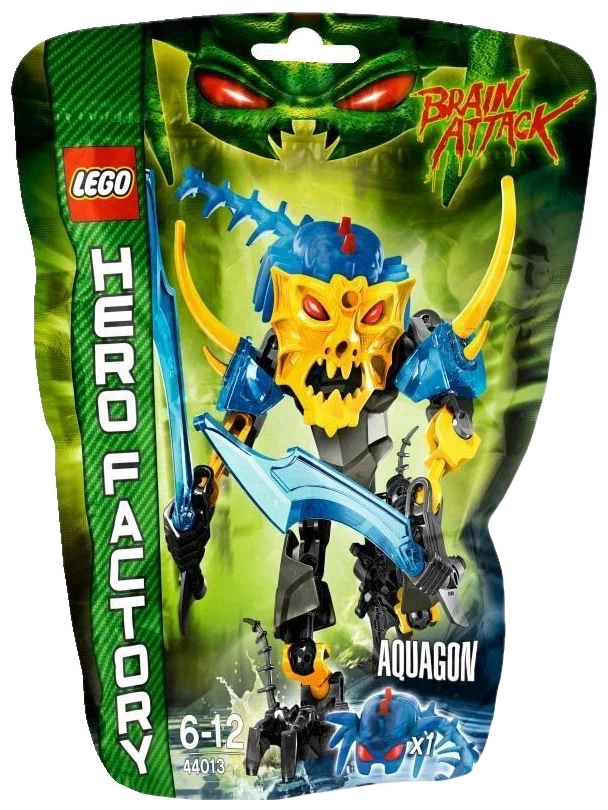 BRAIN
ATTACK
LEGO
HERO FACTORY
AQUAGON
6-12
44013
x1